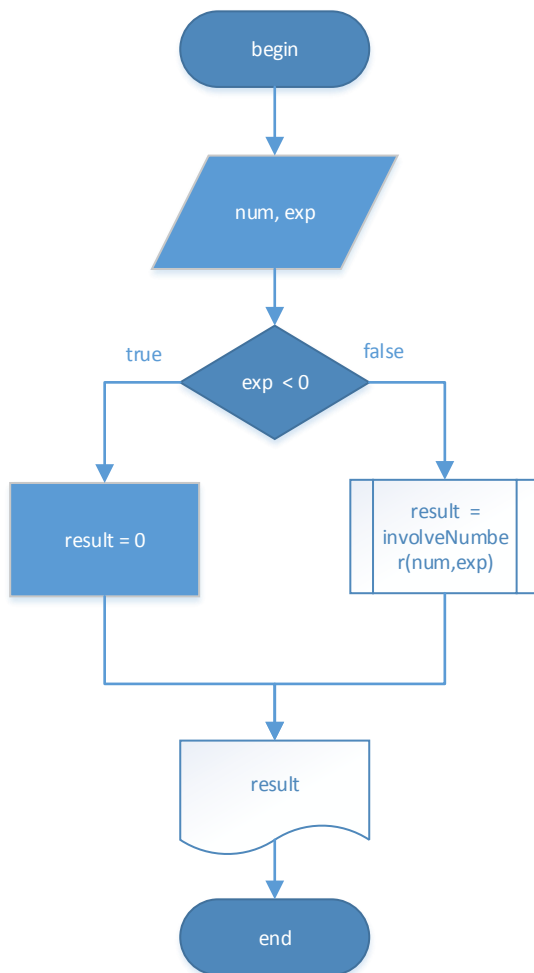 begin
num, exp
true
false
exp < 0
result = 0
result =
involveNumbe
r(num,exp)
result
end